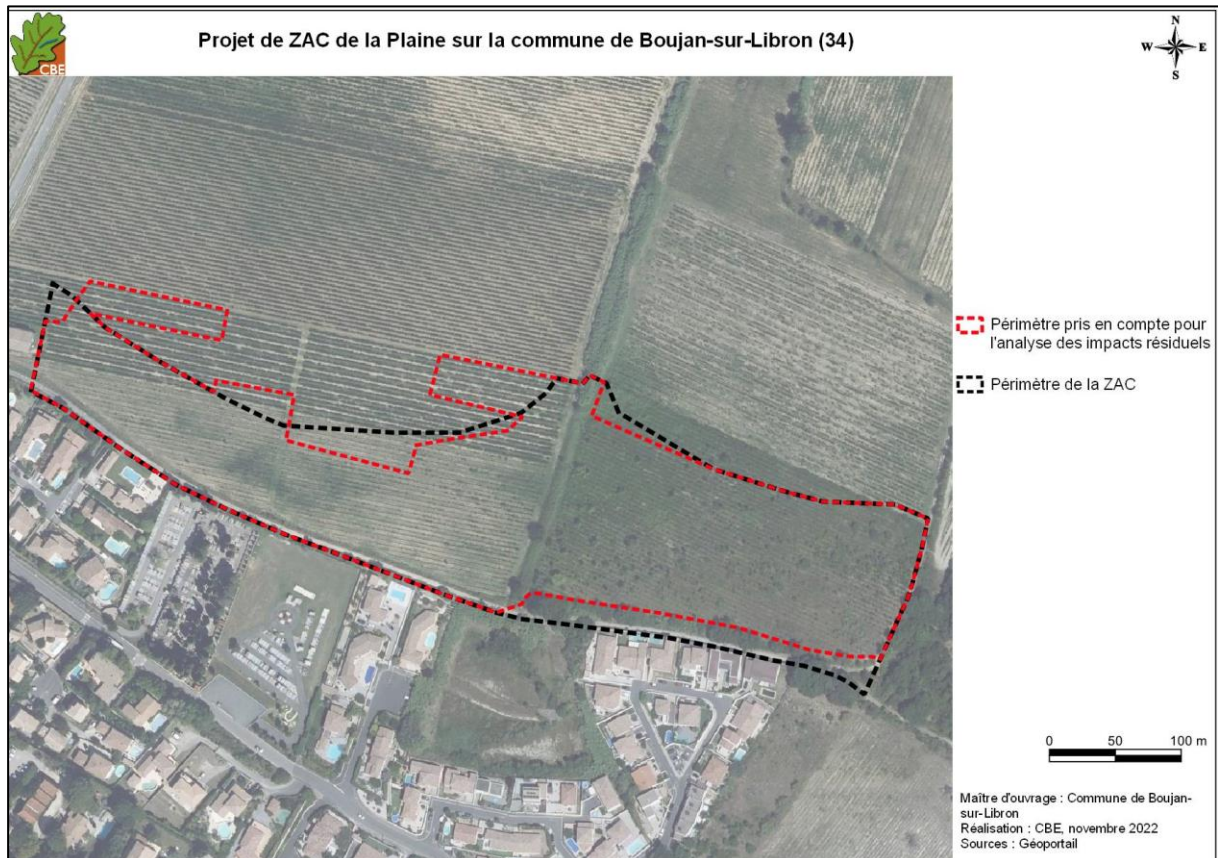 Projet de ZAC de la Plaine sur la commune de Boujan-sur-Libron (34)
CBE
N
W E
S
Périmètre pris en compte pour
l'analyse des impacts résiduels
Périmètre de la ZAC
0 50 100 m
Maître d'ouvrage : Commune de Boujan-
sur-Libron
Réalisation : CBE, novembre 2022
Sources : Géoportail